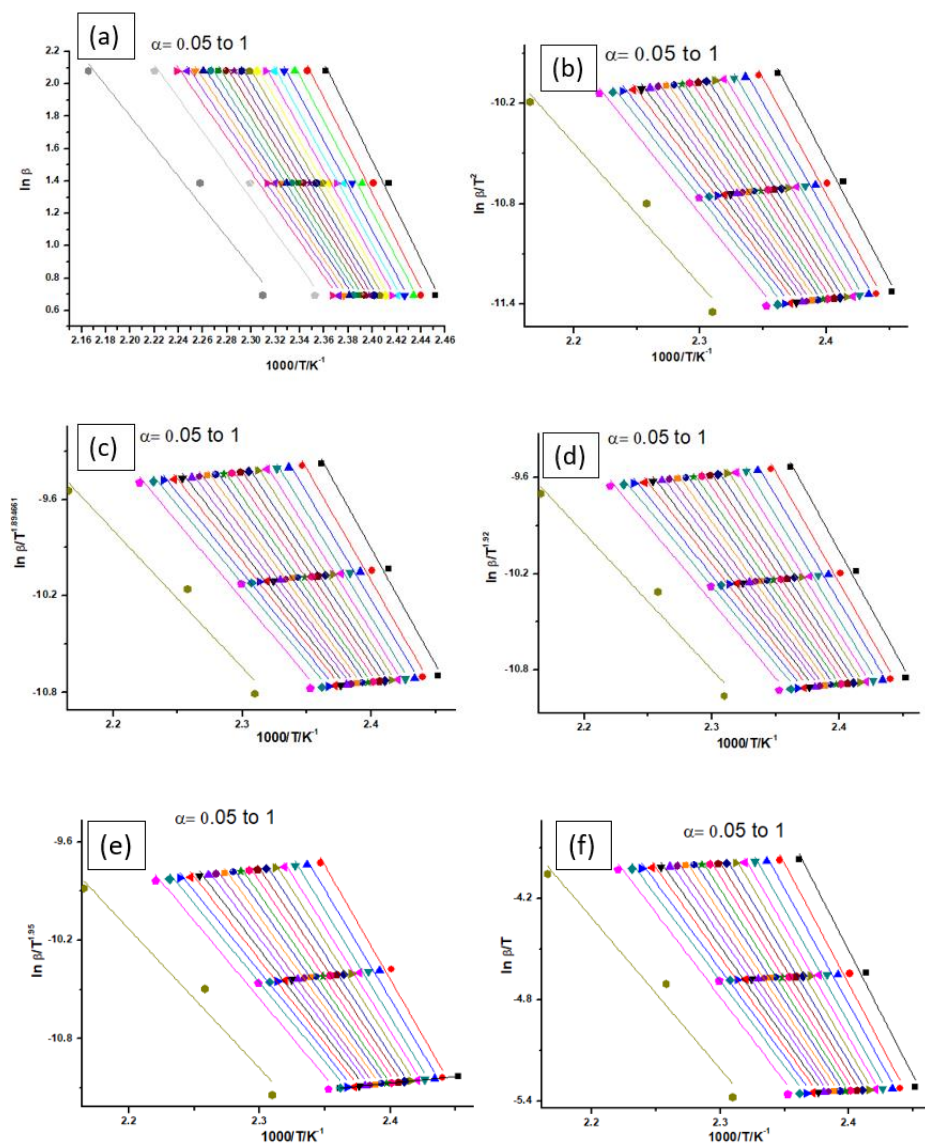 (a)
α= 0.05 to 1
2.2
2.0
1.8
1.6
1.4
1.2
1.0
0.8
0.6
ln β
2.16 2.18 2.20 2.22 2.24 2.26 2.28 2.30 2.32 2.34 2.36 2.38 2.40 2.42 2.44 2.46
1000/T/K⁻¹
(b)
α= 0.05 to 1
-10.2
-10.8
-11.4
ln β/T²
2.2 2.3 2.4
1000/T/K⁻¹
(c)
α= 0.05 to 1
-9.6
-10.2
-10.8
ln β/T¹·⁸⁹⁴⁶¹
2.2 2.3 2.4
1000/T/K⁻¹
(d)
α= 0.05 to 1
-9.6
-10.2
-10.8
ln β/T¹·⁹²
2.2 2.3 2.4
1000/T/K⁻¹
(e)
α= 0.05 to 1
-9.6
-10.2
-10.8
ln β/T¹·⁹⁵
2.2 2.3 2.4
1000/T/K⁻¹
(f)
α= 0.05 to 1
-4.2
-4.8
-5.4
ln β/T
2.2 2.3 2.4
1000/T/K⁻¹